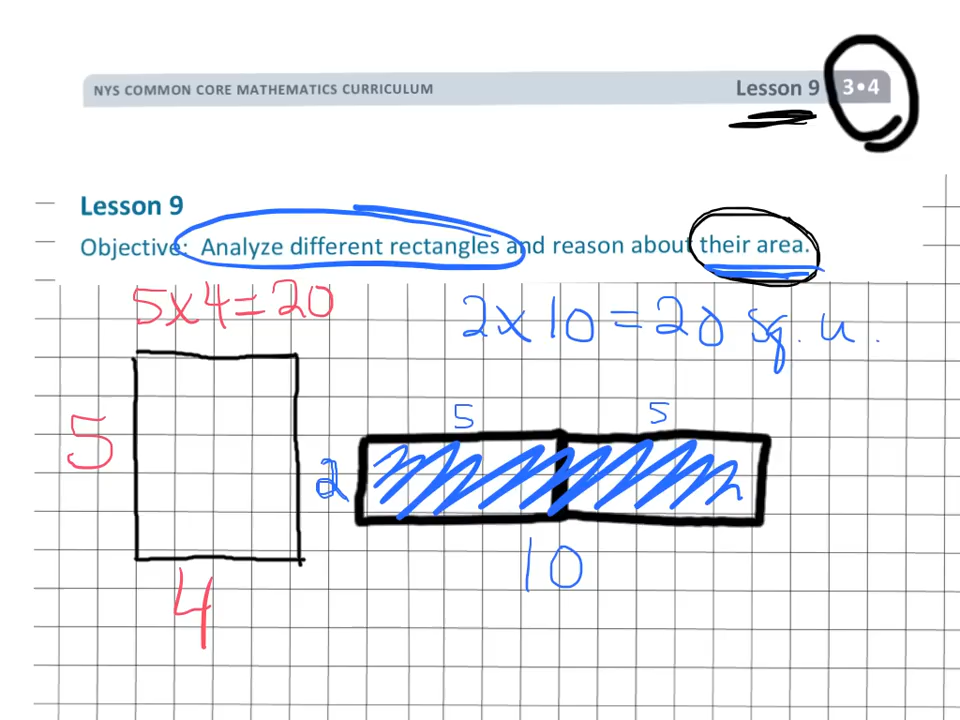 NYS COMMON CORE MATHEMATICS CURRICULUM Lesson 9 3•4
Lesson 9
Objective: Analyze different rectangles and reason about their area.
5x4=20
2x10=20 sq. u.
5 5
5
2
10
4